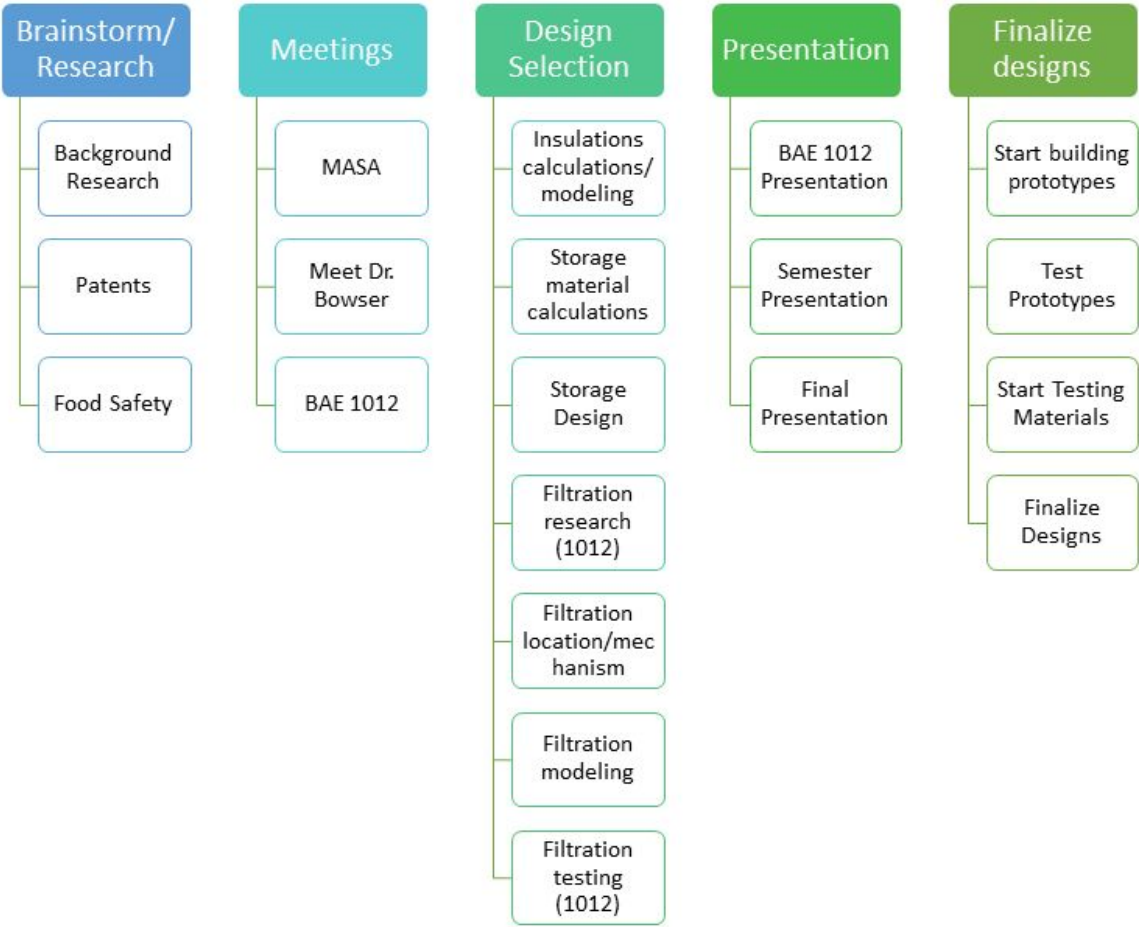 Brainstorm/
Research
Background
Research
Patents
Food Safety
Meetings
MASA
Meet Dr.
Bowser
BAE 1012
Design
Selection
Insulations
calculations/
modeling
Storage
material
calculations
Storage
Design
Filtration
research
(1012)
Filtration
location/mec
hanism
Filtration
modeling
Filtration
testing
(1012)
Presentation
BAE 1012
Presentation
Semester
Presentation
Final
Presentation
Finalize
designs
Start building
prototypes
Test
Prototypes
Start Testing
Materials
Finalize
Designs